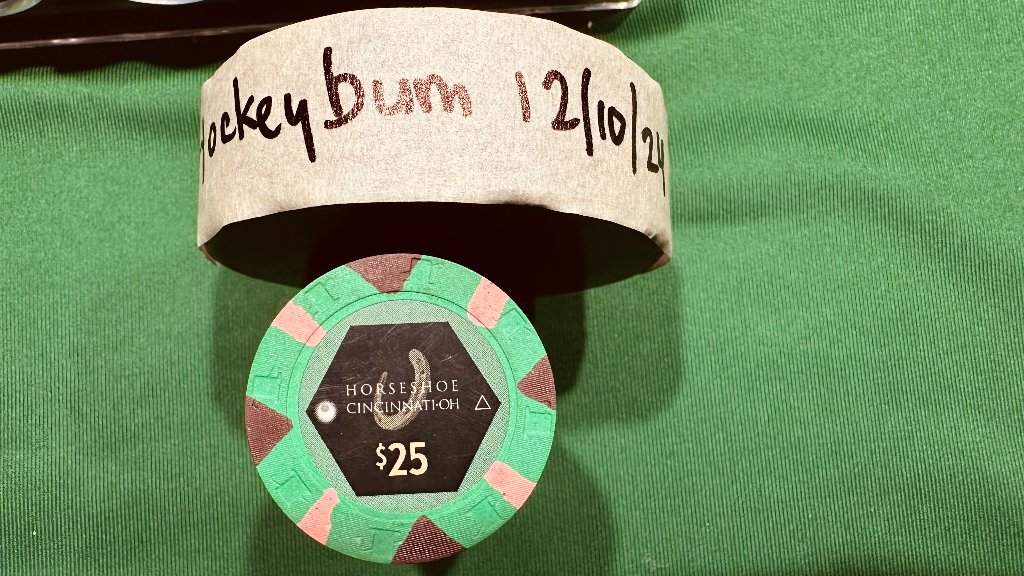 ockeybum 12/10/24
HORSESHOE
CINCINNATI·OH
$25